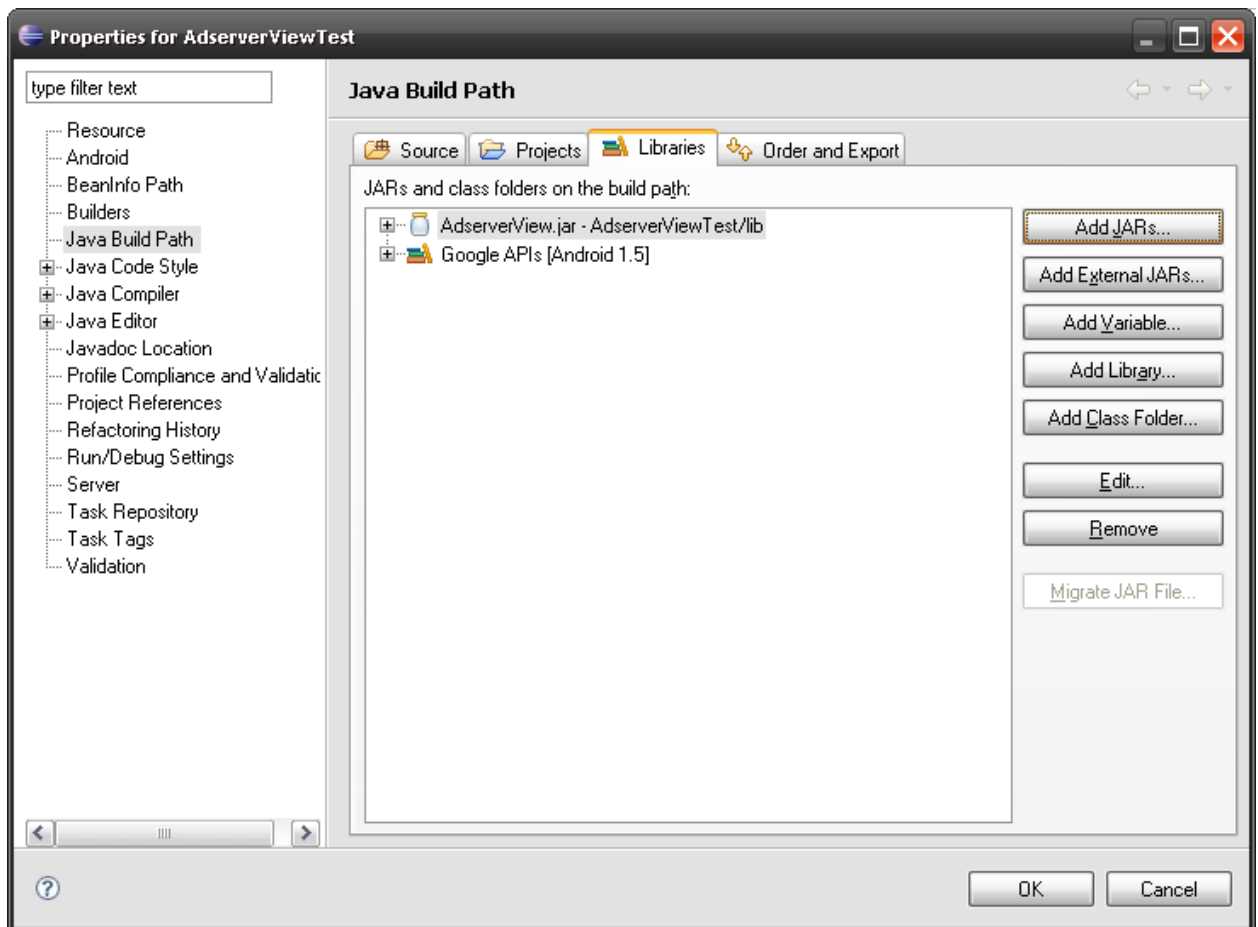 Properties for AdserverViewTest
type filter text
Resource
Android
BeanInfo Path
Builders
Java Build Path
Java Code Style
Java Compiler
Java Editor
Javadoc Location
Profile Compliance and Validatic
Project References
Refactoring History
Run/Debug Settings
Server
Task Repository
Task Tags
Validation
Java Build Path
Source Projects Libraries Order and Export
JARs and class folders on the build path:
AdserverView.jar - AdserverViewTest/lib
Google APIs [Android 1.5]
Add JARs...
Add External JARs...
Add Variable...
Add Library...
Add Class Folder...
Edit...
Remove
Migrate JAR File...
OK Cancel